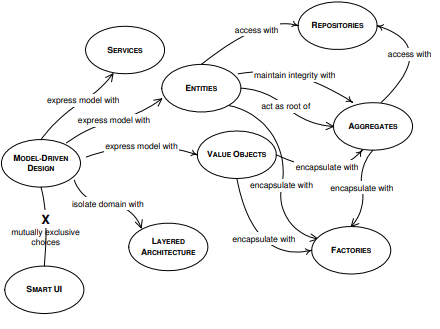 REPOSITORIES
access with
SERVICES
access with
maintain integrity with
ENTITIES
express model with
act as root of
express model with
AGGREGATES
express model with
VALUE OBJECTS
MODEL-DRIVEN
DESIGN
encapsulate with
encapsulate with
encapsulate with
isolate domain with
X
mutually exclusive
choices
encapsulate with
LAYERED
ARCHITECTURE
FACTORIES
SMART UI